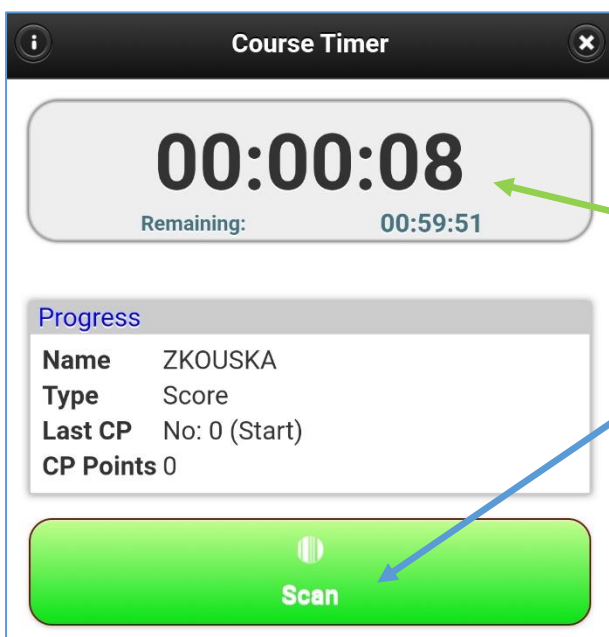 Course Timer
00:00:08
Remaining: 00:59:51
Progress
Name ZKOUSKA
Type Score
Last CP No: 0 (Start)
CP Points 0
Scan